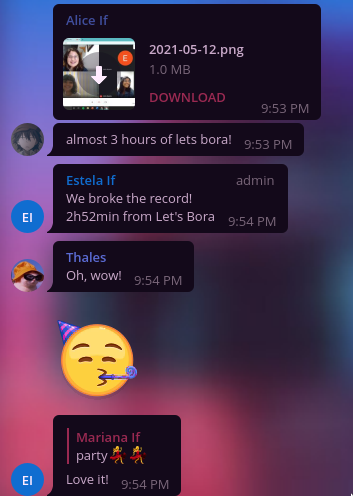 Alice If
E
2021-05-12.png
1.0 MB
DOWNLOAD
9:53 PM
almost 3 hours of lets bora!
9:53 PM
Estela If admin
We broke the record!
2h52min from Let's Bora
9:54 PM
EI
Thales
Oh, wow!
9:54 PM
Mariana If
party💃💃
Love it!
9:54 PM
EI